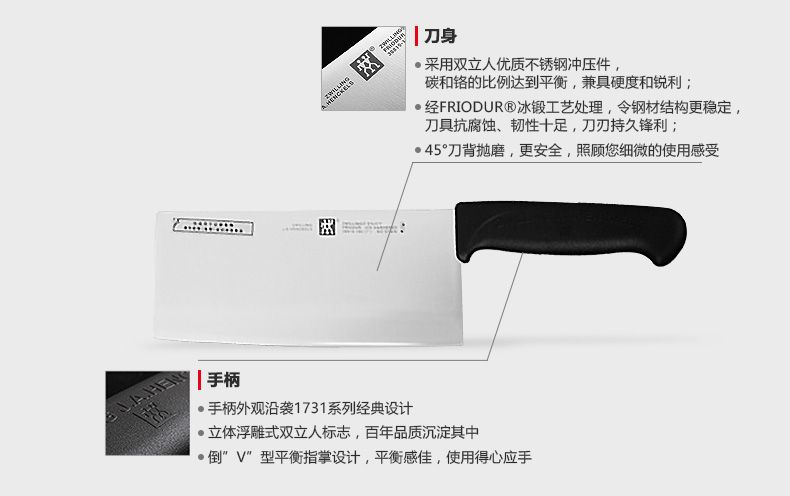 ZWILLING
FRIODUR
ZWILLING
J.A.HENCKELS
刀身
采用双立人优质不锈钢冲压件，
碳和铬的比例达到平衡，兼具硬度和锐利；
经FRIODUR®冰锻工艺处理，令钢材结构更稳定，
刀具抗腐蚀、韧性十足，刀刃持久锋利；
45°刀背抛磨，更安全，照顾您细微的使用感受
手柄
手柄外观沿袭1731系列经典设计
立体浮雕式双立人标志，百年品质沉淀其中
倒”V”型平衡指掌设计，平衡感佳，使用得心应手
J.A.HENC